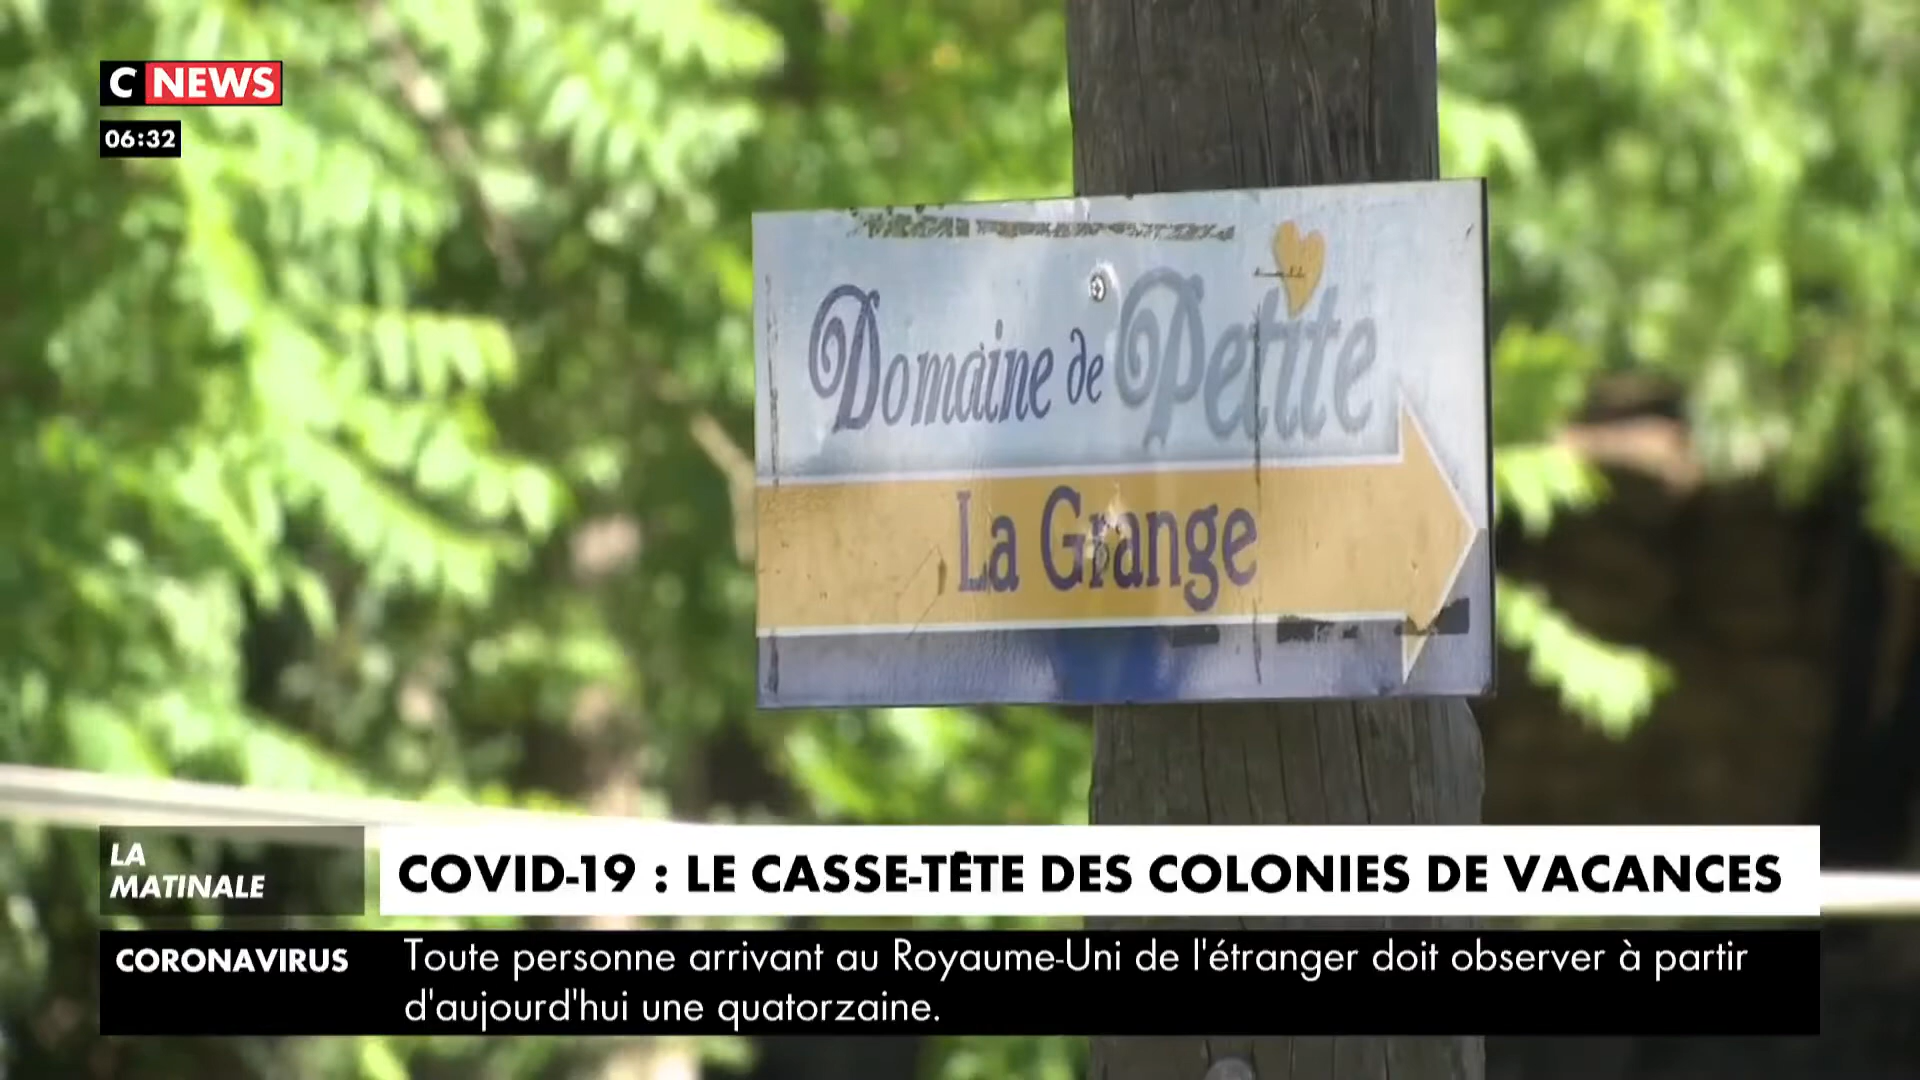 C NEWS
06:32
Domaine de Petite
La Grange
LA
MATINALE
COVID-19 : LE CASSE-TÊTE DES COLONIES DE VACANCES
CORONAVIRUS
Toute personne arrivant au Royaume-Uni de l'étranger doit observer à partir
d'aujourd'hui une quatorzaine.